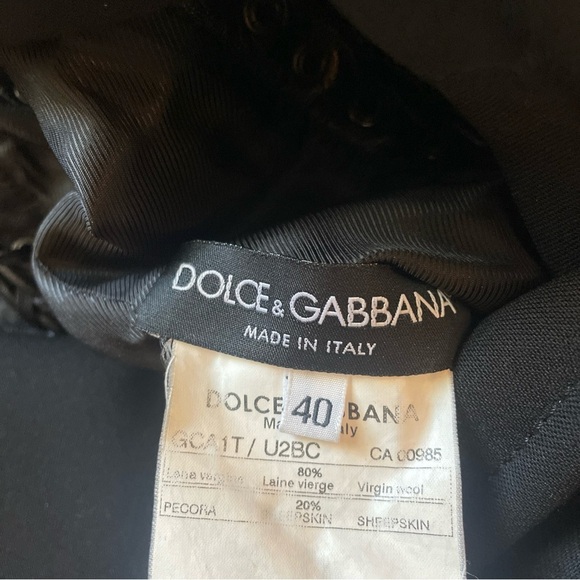 DOLCE & GABBANA
MADE IN ITALY
40
DOLCE BANA
GCA1T / U2BC CA 00985
80%
Lana Laine vierge Virgin wool
20%
PECORA SHEEPSKIN